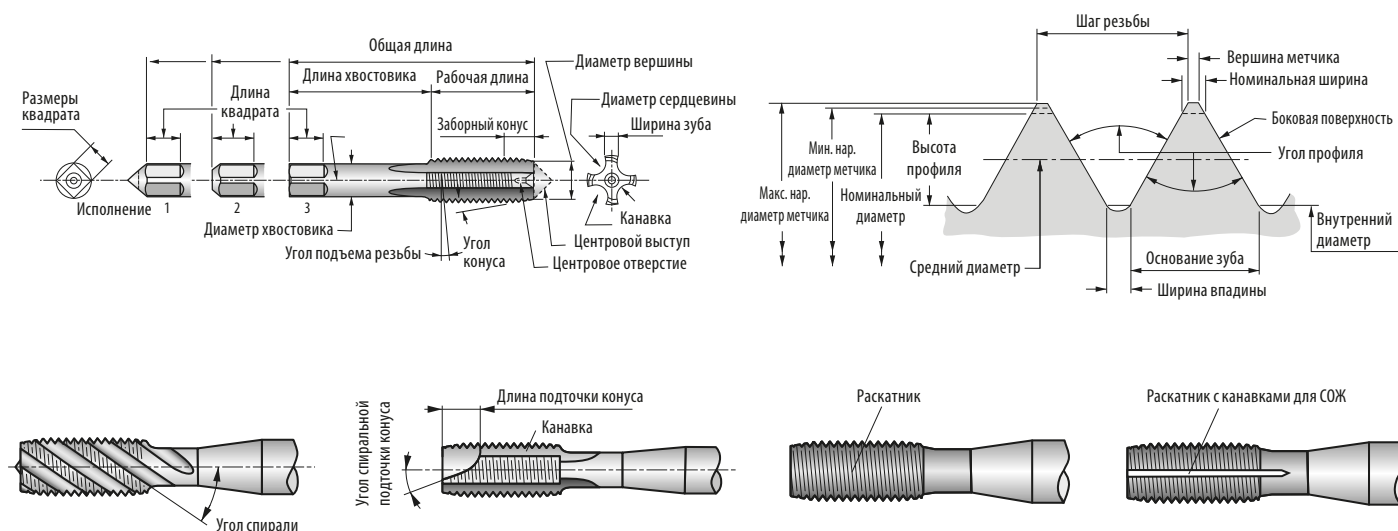 Общая длина
Длина хвостовика
Рабочая длина
Диаметр вершины
Размеры
квадрата
Длина
квадрата
Заборный конус
Диаметр сердцевины
Ширина зуба
Исполнение
1
2
3
Диаметр хвостовика
Угол подъема резьбы
Угол
конуса
Канавка
Центровой выступ
Центровое отверстие
Шаг резьбы
Вершина метчика
Номинальная ширина
Боковая поверхность
Угол профиля
Высота
профиля
Мин. нар.
диаметр метчика
Макс. нар.
диаметр метчика
Номинальный
диаметр
Внутренний
диаметр
Средний диаметр
Основание зуба
Ширина впадины
Угол спирали
Угол спиральной
подточки конуса
Длина подточки конуса
Канавка
Раскатник
Раскатник с канавками для СОЖ